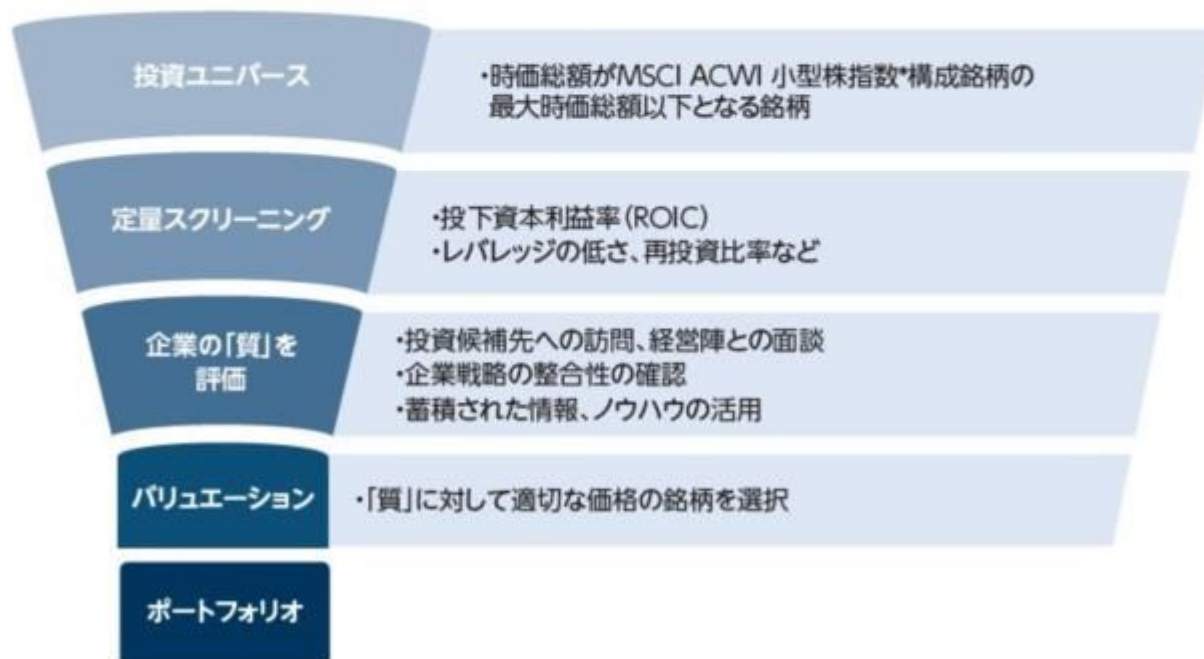 投資ユニバース
・時価総額がMSCI ACWI 小型株指数*構成銘柄の
最大時価総額以下となる銘柄
定量スクリーニング
・投下資本利益率(ROIC)
・レバレッジの低さ、再投資比率など
企業の「質」を
評価
・投資候補先への訪問、経営陣との面談
・企業戦略の整合性の確認
・蓄積された情報、ノウハウの活用
バリュエーション
・「質」に対して適切な価格の銘柄を選択
ポートフォリオ